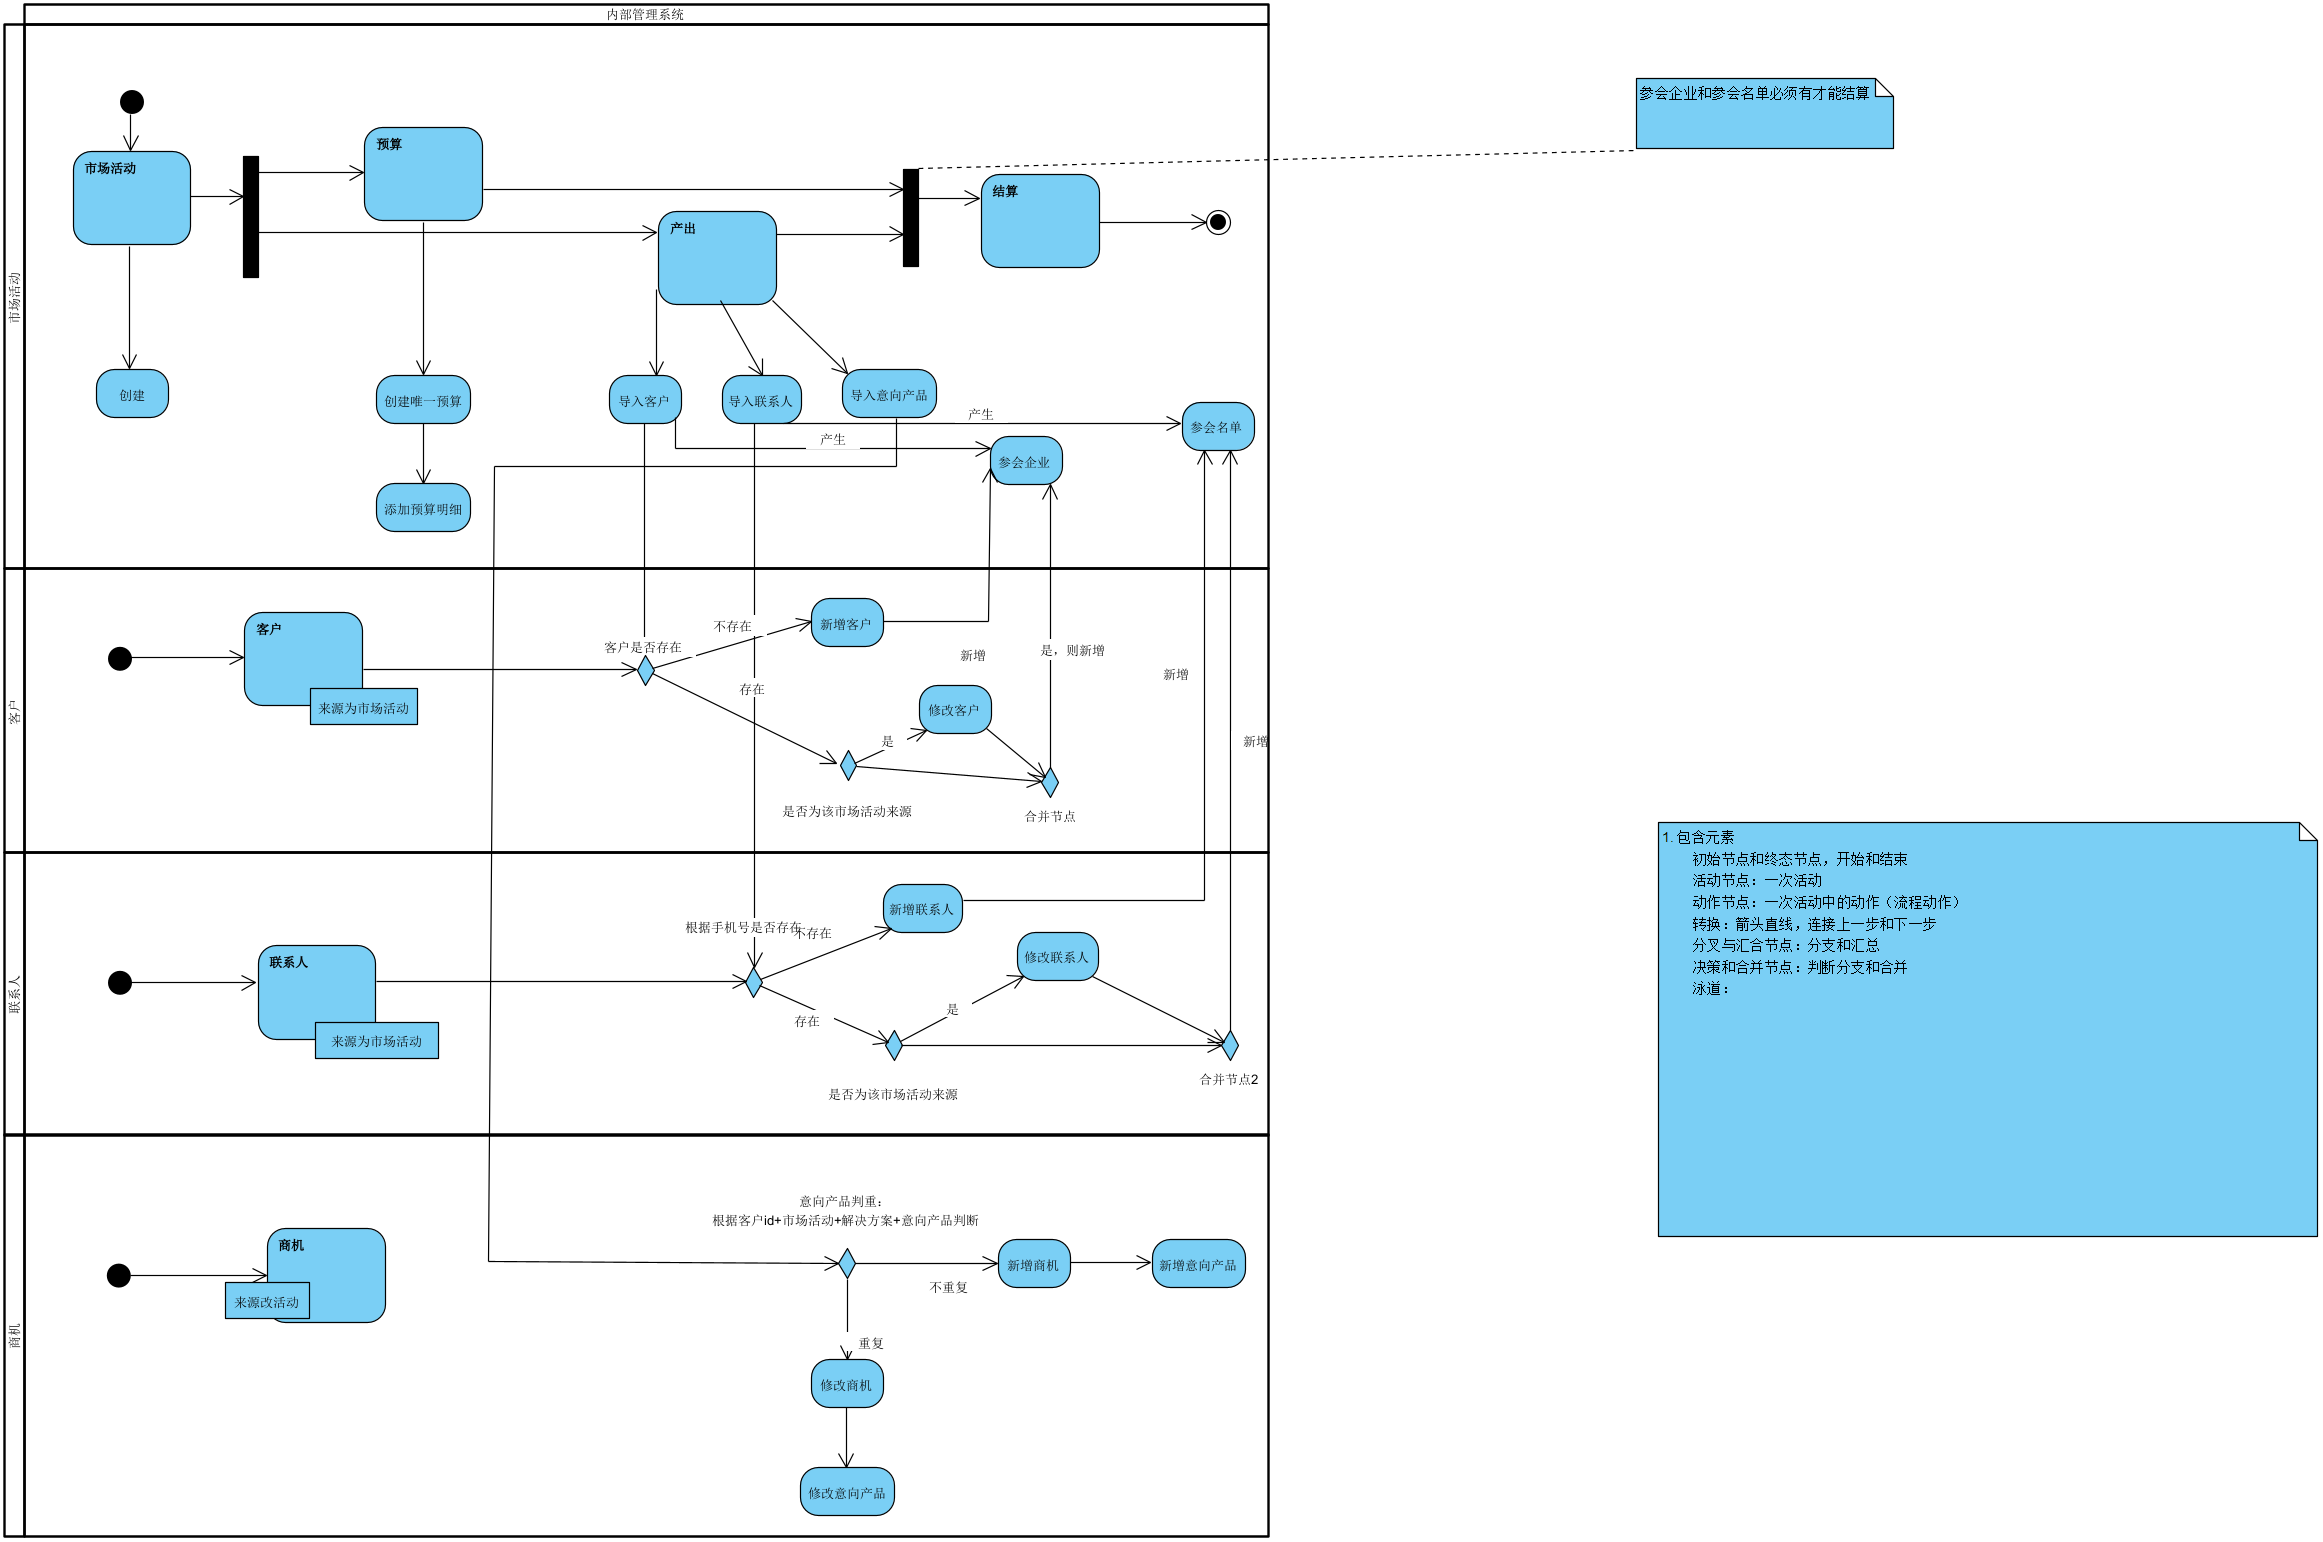 内部管理系统
市场活动
市场活动
预算
产出
结算
参会企业和参会名单必须有才能结算
创建
创建唯一预算
添加预算明细
导入客户
导入联系人
导入意向产品
产生
产生
参会名单
参会企业
客户
客户
来源为市场活动
客户是否存在
不存在
新增客户
存在
新增
是，则新增
新增
修改客户
是
新增
是否为该市场活动来源
合并节点
联系人
联系人
来源为市场活动
根据手机号是否存在
不存在
新增联系人
修改联系人
存在
是
是否为该市场活动来源
合并节点2
商机
商机
来源改活动
意向产品判重：
根据客户id+市场活动+解决方案+意向产品判断
新增商机
新增意向产品
不重复
重复
修改商机
修改意向产品
1. 包含元素
初始节点和终态节点，开始和结束
活动节点：一次活动
动作节点：一次活动中的动作（流程动作）
转换：箭头直线，连接上一步和下一步
分叉与汇合节点：分支和汇总
决策和合并节点：判断分支和合并
泳道：